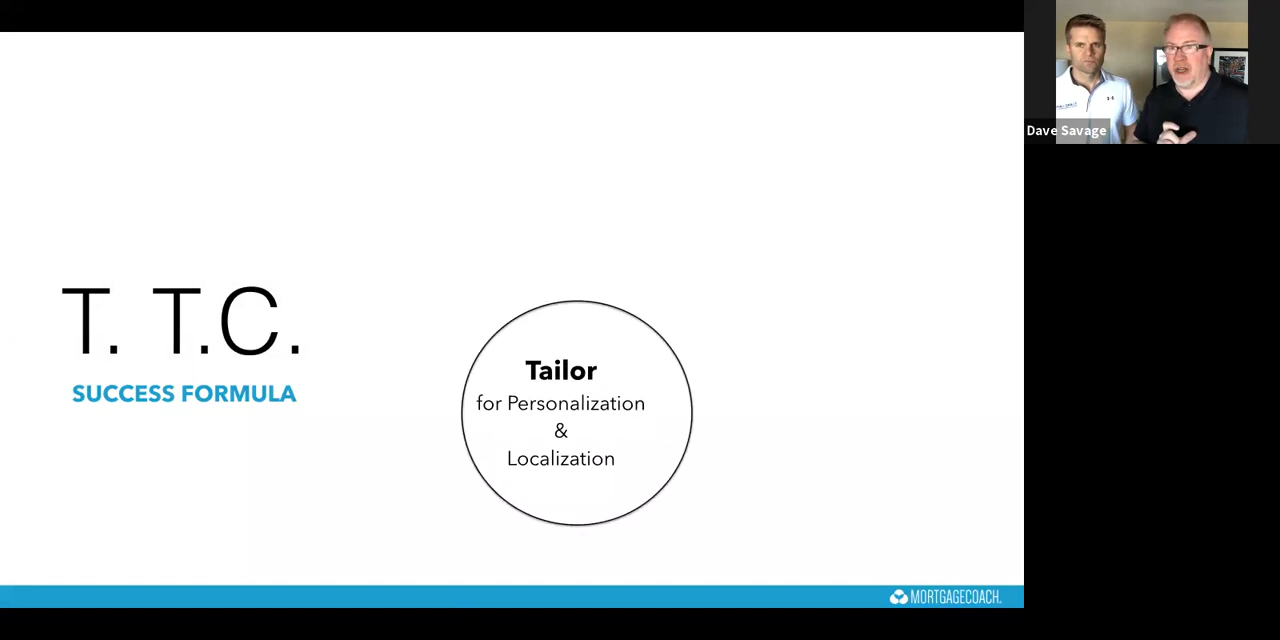 Dave Savage
T. T.C.
SUCCESS FORMULA
Tailor
for Personalization
&
Localization
MORTGAGECOACH.